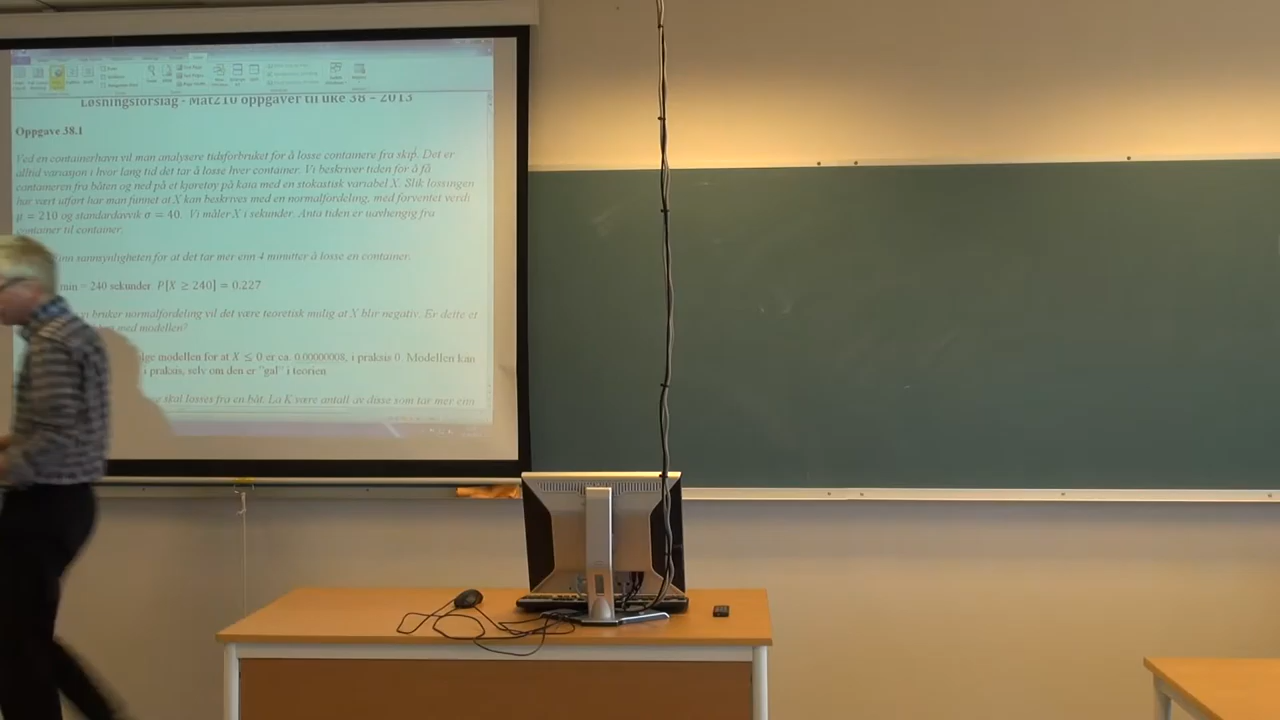 Løsningsforslag - Mat210 oppgaver til uke 38 – 2013
Oppgave 38.1
Ved en containerhavn vil man analysere tidsforbruket for å losse containere fra skip. Det er
alltid variasjon i hvor lang tid det tar å losse hver container. Vi beskriver tiden for å få
containeren fra båten og ned på et kjøretøy på kaia med en stokastisk variabel X. Slik lossingen
har vært utført har man funnet at X kan beskrives med en normalfordeling, med forventet verdi
μ = 210 og standardavvik σ = 40. Vi måler X i sekunder. Anta tiden er uavhengig fra
container til container.
inn sannsynligheten for at det tar mer enn 4 minutter å losse en container.
min = 240 sekunder P[X ≥ 240] = 0.227
vi bruker normalfordeling vil det være teoretisk mulig at X blir negativ. Er dette et
med modellen?
lge modellen for at X ≤ 0 er ca. 0.00000008, i praksis 0. Modellen kan
i praksis, selv om den er "gal" i teorien
skal losses fra en båt. La K være antall av disse som tar mer enn